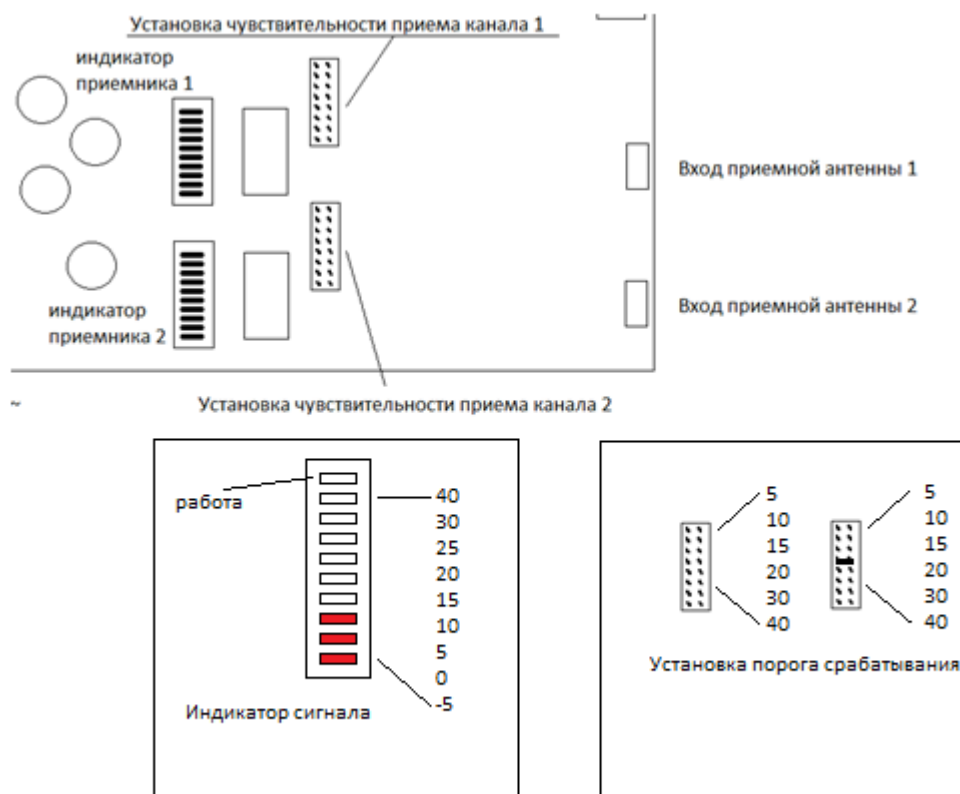 Установка чувствительности приема канала 1
индикатор
приемника 1
Вход приемной антенны 1
индикатор
приемника 2
Вход приемной антенны 2
~
Установка чувствительности приема канала 2
работа
40
30
25
20
15
10
5
0
-5
Индикатор сигнала
5
10
15
20
30
40
5
10
15
20
30
40
Установка порога срабатывания